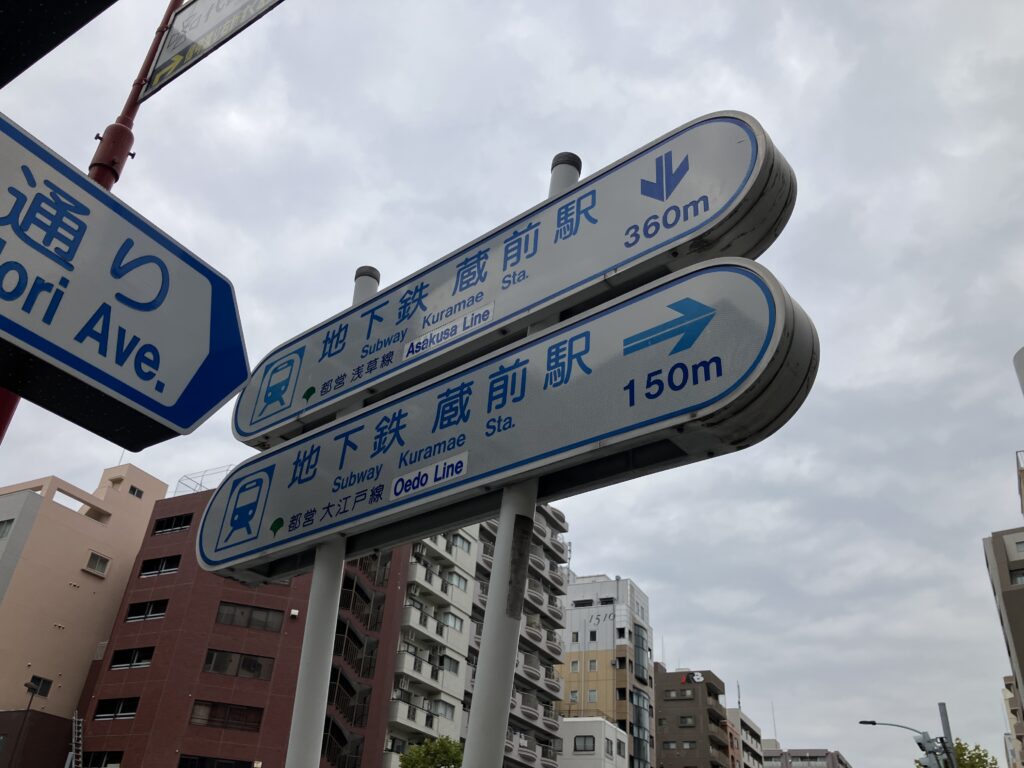 通り
ori Ave.
地下鉄 蔵前駅
Subway Kuramae Sta.
都営 浅草線 Asakusa Line
360m
地下鉄 蔵前駅
Subway Kuramae Sta.
都営 大江戸線 Oedo Line
150m
1516